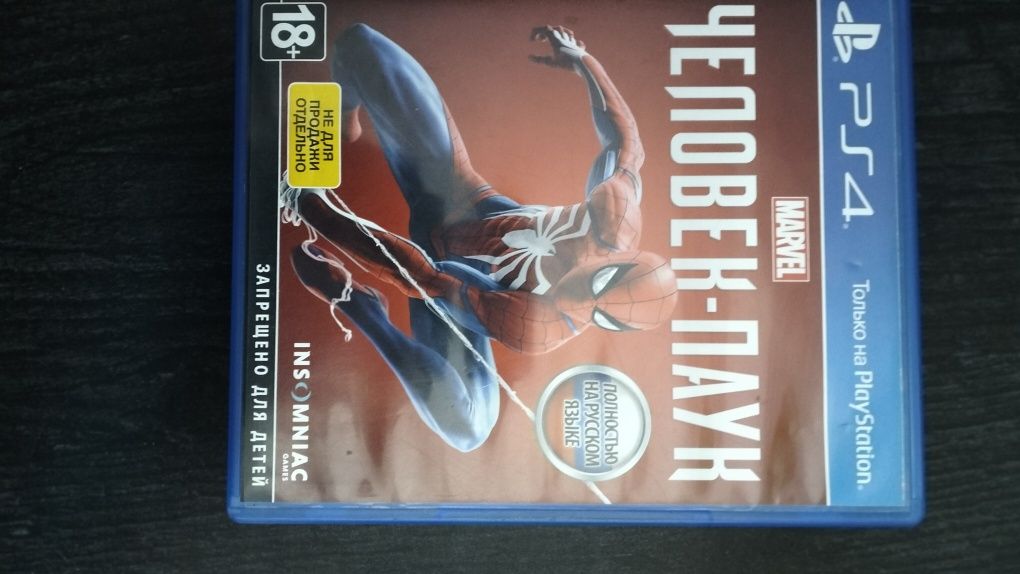 PS4
Только на PlayStation
MARVEL
ЧЕЛОВЕК-ПАУК
ПОЛНОСТЬЮ
НА РУССКОМ
ЯЗЫКЕ
НЕ ДЛЯ
ПРОДАЖИ
ОТДЕЛЬНО
18+
INSOMNIAC
GAMES
ЗАПРЕЩЕНО ДЛЯ ДЕТЕЙ